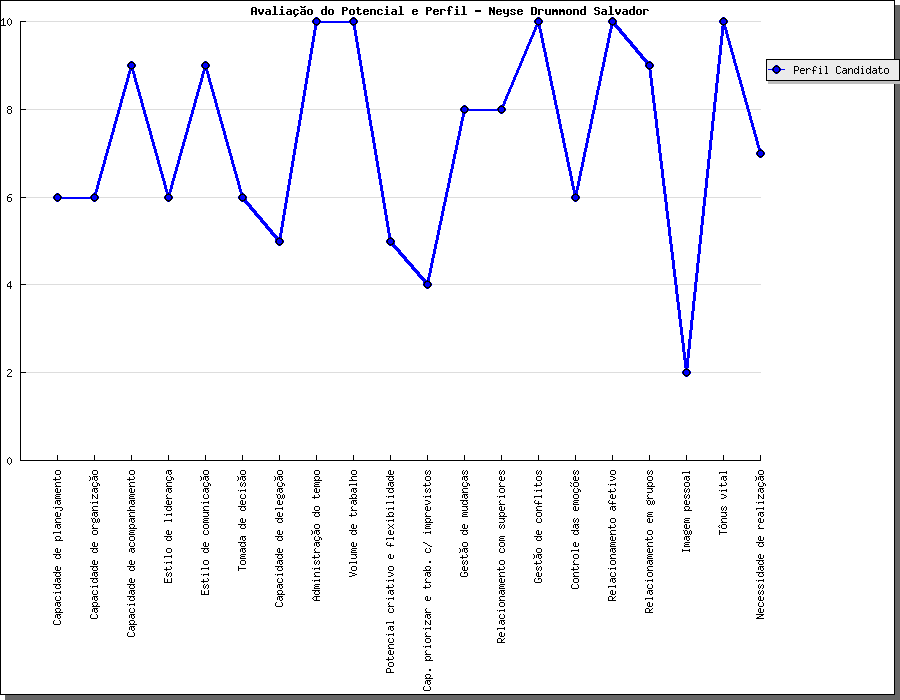 Avaliação do Potencial e Perfil - Neyse Drummond Salvador
10
8
6
4
2
0
Perfil Candidato
Capacidade de planejamento
Capacidade de organização
Capacidade de acompanhamento
Estilo de liderança
Estilo de comunicação
Tomada de decisão
Capacidade de delegação
Administração do tempo
Volume de trabalho
Potencial criativo e flexibilidade
Cap. priorizar e trab. c/ imprevistos
Gestão de mudanças
Relacionamento com superiores
Gestão de conflitos
Controle das emoções
Relacionamento afetivo
Relacionamento em grupos
Imagem pessoal
Tônus vital
Necessidade de realização